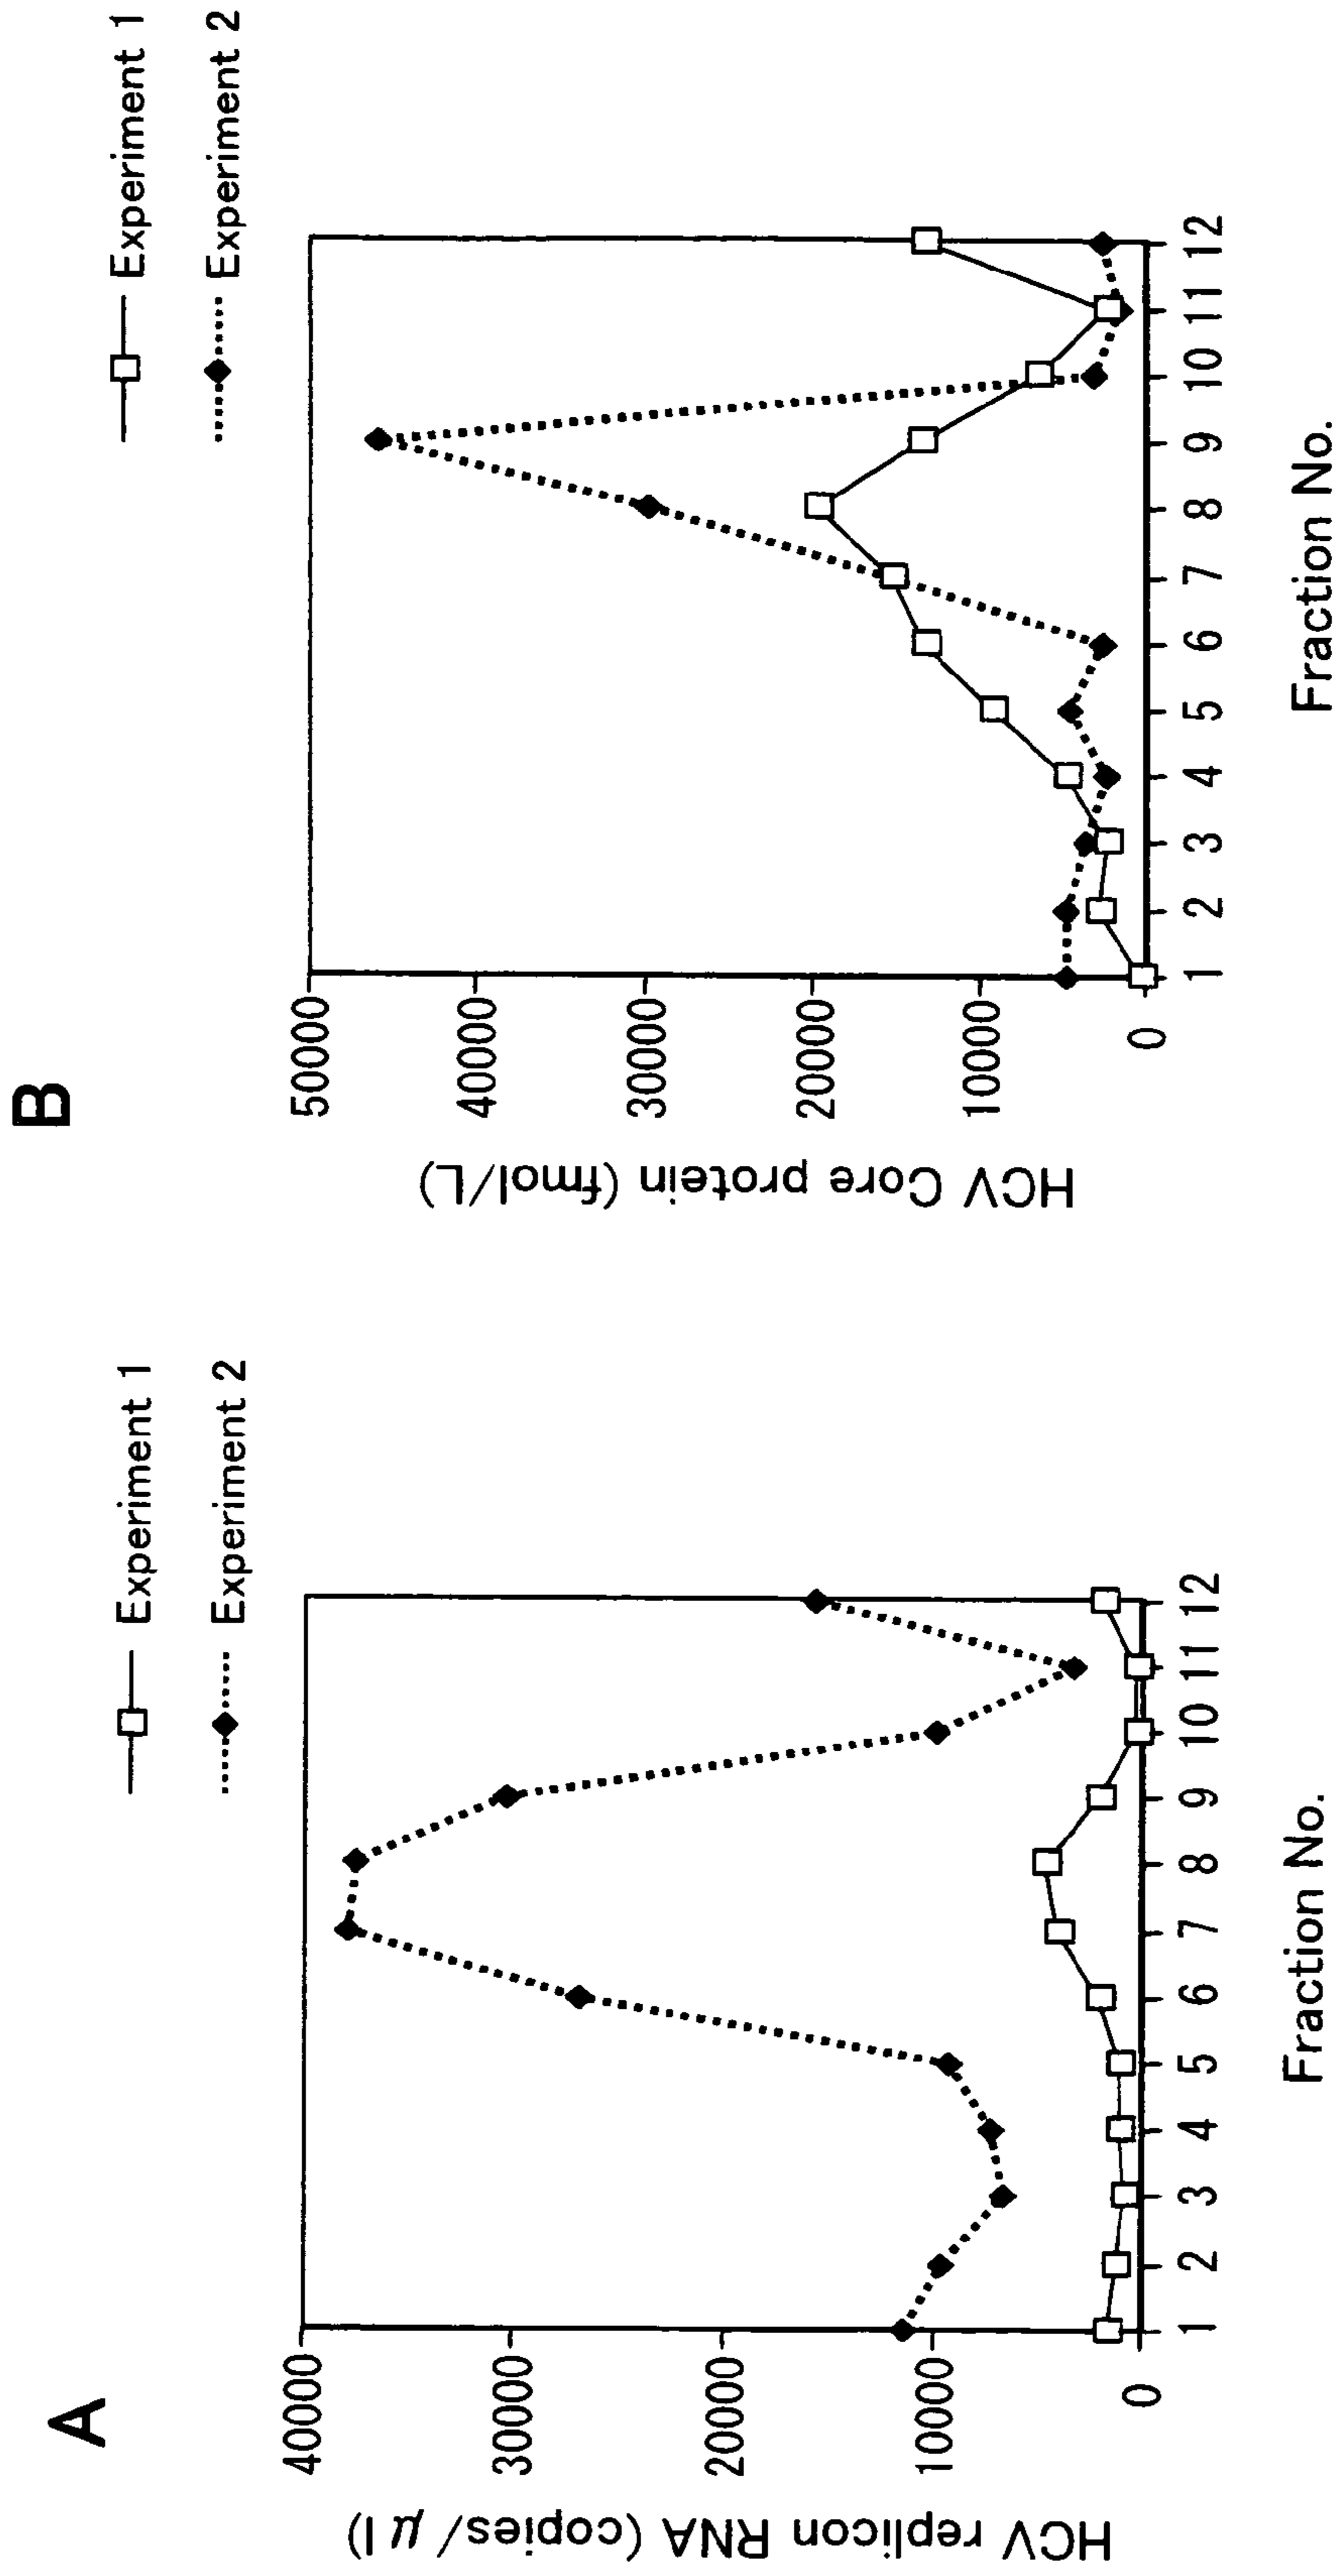 A
Experiment 1
Experiment 2
HCV replicon RNA (copies/μl)
40000
30000
20000
10000
0
1 2 3 4 5 6 7 8 9 10 11 12
Fraction No.
B
Experiment 1
Experiment 2
HCV Core protein (fmol/L)
50000
40000
30000
20000
10000
0
1 2 3 4 5 6 7 8 9 10 11 12
Fraction No.